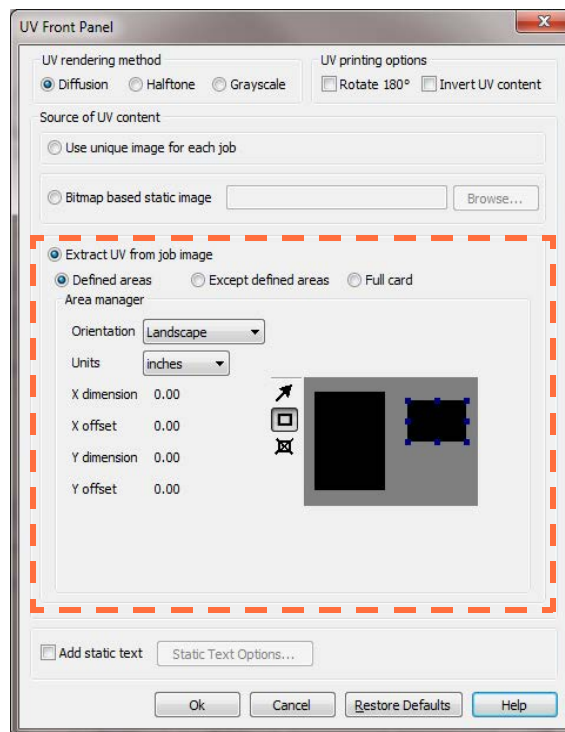 UV Front Panel
UV rendering method
Diffusion Halftone Grayscale
UV printing options
Rotate 180° Invert UV content
Source of UV content
Use unique image for each job
Bitmap based static image Browse...
Extract UV from job image
Defined areas Except defined areas Full card
Area manager
Orientation Landscape
Units inches
X dimension 0.00
X offset 0.00
Y dimension 0.00
Y offset 0.00
Add static text Static Text Options...
Ok Cancel Restore Defaults Help